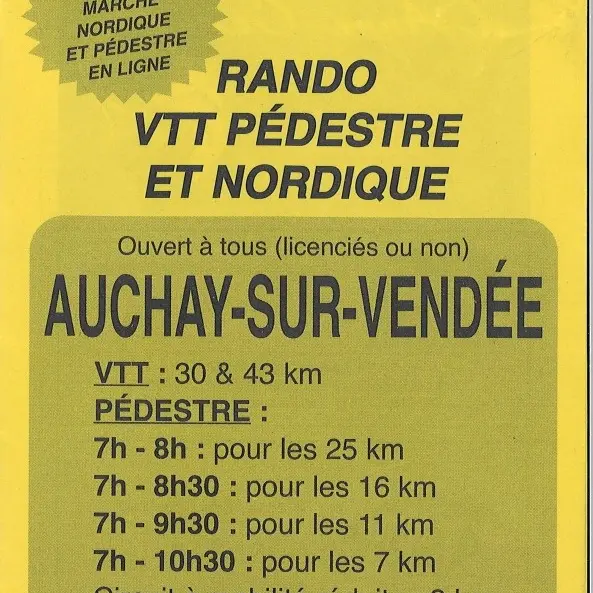 MARCHE
NORDIQUE
ET PÉDESTRE
EN LIGNE
RANDO
VTT PÉDESTRE
ET NORDIQUE
Ouvert à tous (licenciés ou non)
AUCHAY-SUR-VENDÉE
VTT : 30 & 43 km
PÉDESTRE :
7h - 8h : pour les 25 km
7h - 8h30 : pour les 16 km
7h - 9h30 : pour les 11 km
7h - 10h30 : pour les 7 km